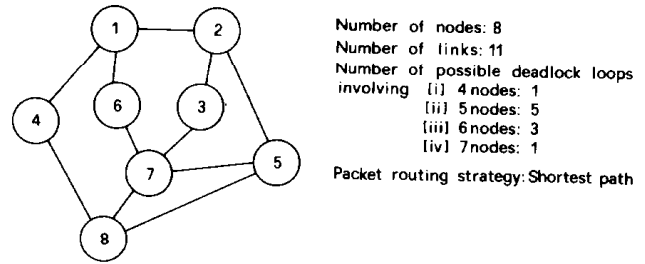 1
2
6
3
4
5
7
8
Number of nodes: 8
Number of links: 11
Number of possible deadlock loops
involving [i] 4 nodes: 1
[ii] 5 nodes: 5
[iii] 6 nodes: 3
[iv] 7 nodes: 1
Packet routing strategy: Shortest path